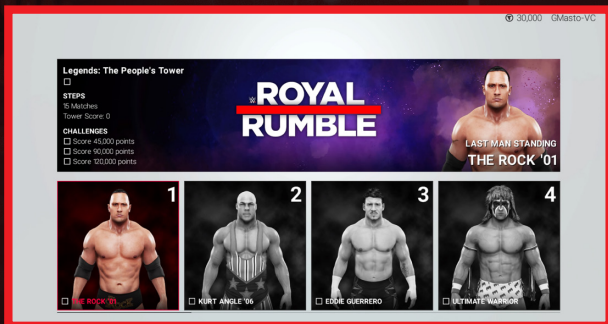 30,000 GMasto-VC
Legends: The People's Tower
STEPS
15 Matches
Tower Score: 0
CHALLENGES
Score 45,000 points
Score 90,000 points
Score 120,000 points
ROYAL
RUMBLE
LAST MAN STANDING
THE ROCK '01
1
2
3
4
THE ROCK '01
KURT ANGLE '06
EDDIE GUERRERO
ULTIMATE WARRIOR